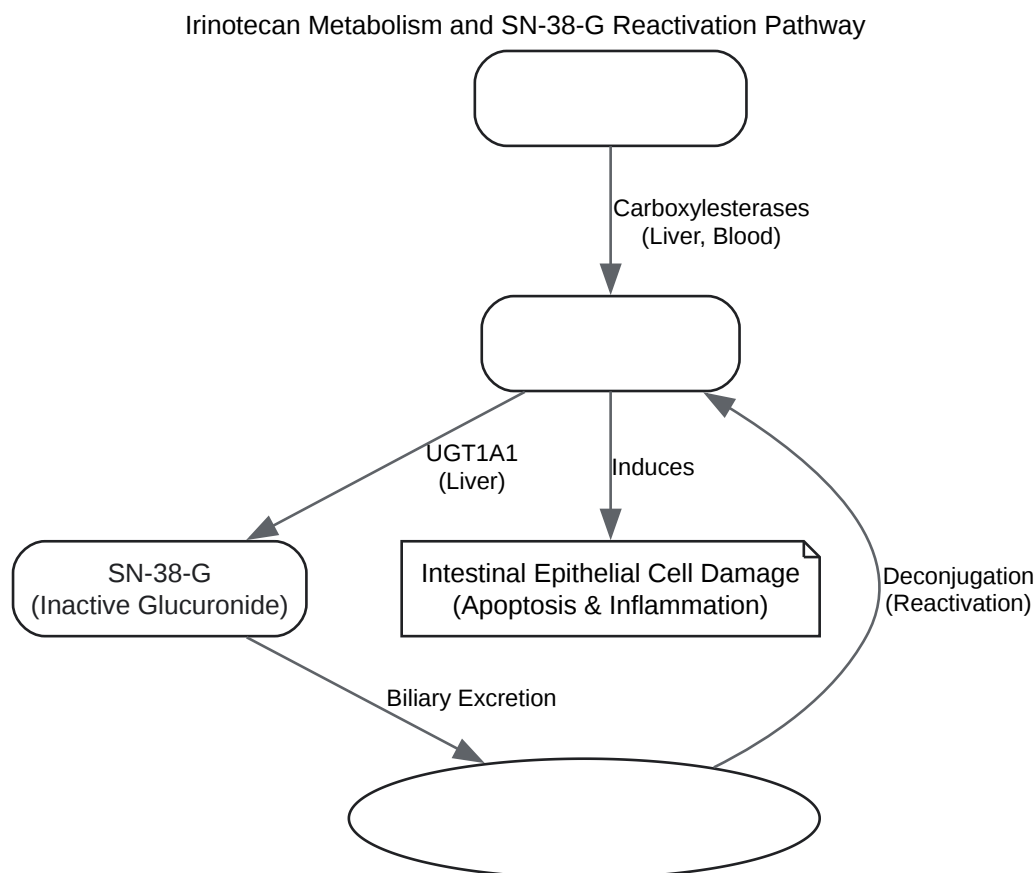 Irinotecan Metabolism and SN-38-G Reactivation Pathway
Carboxylesterases
(Liver, Blood)
UGT1A1
(Liver)
Induces
SN-38-G
(Inactive Glucuronide)
Intestinal Epithelial Cell Damage
(Apoptosis & Inflammation)
Deconjugation
(Reactivation)
Biliary Excretion